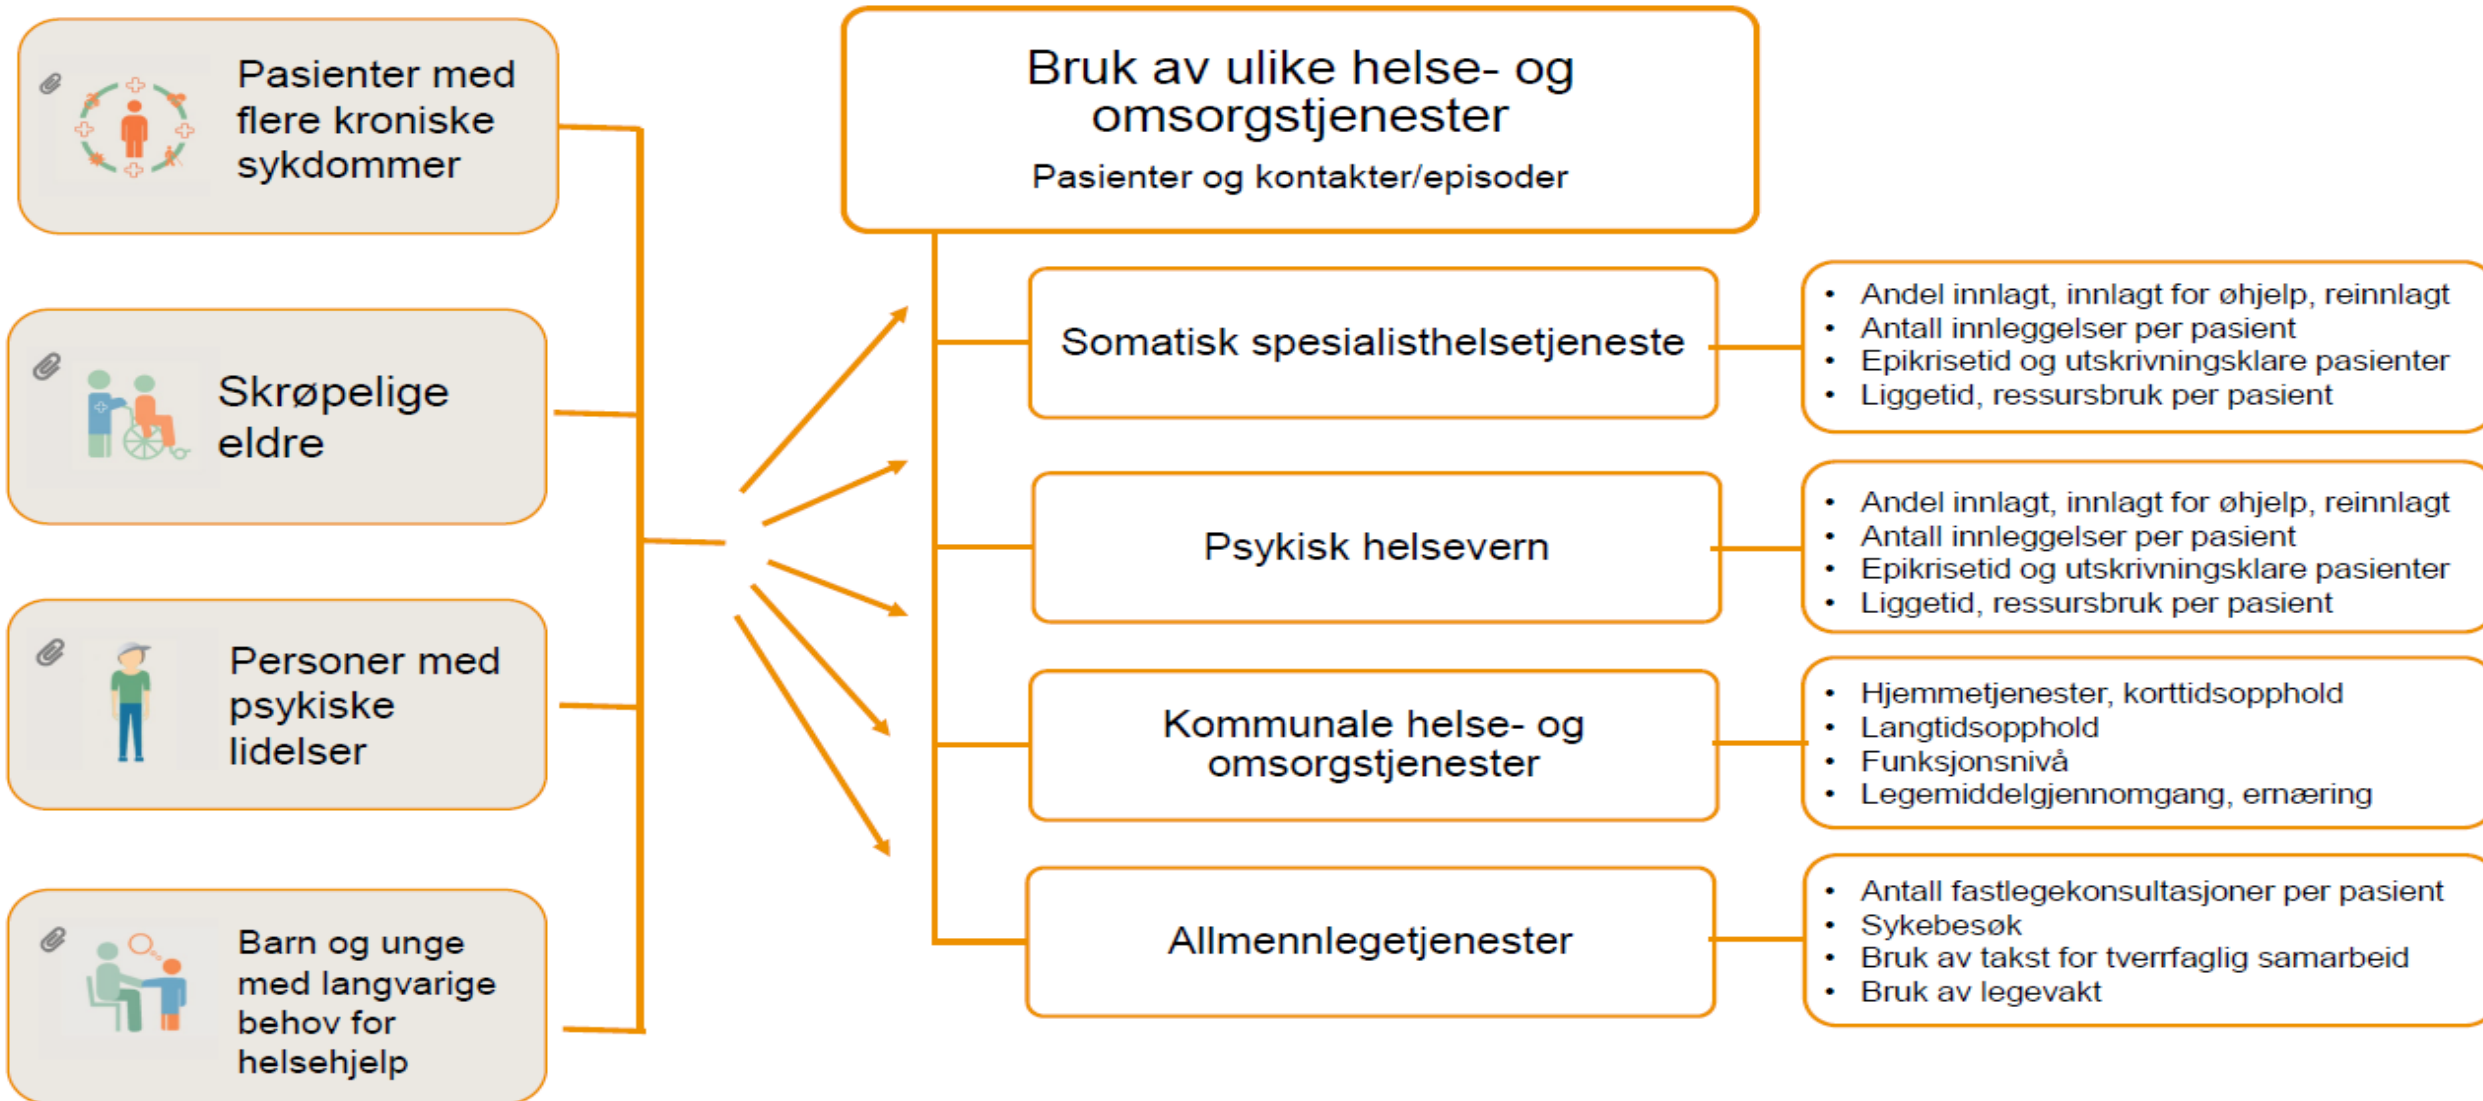 Pasienter med
flere kroniske
sykdommer
Skrøpelige
eldre
Personer med
psykiske
lidelser
Barn og unge
med langvarige
behov for
helsehjelp
Bruk av ulike helse- og
omsorgstjenester
Pasienter og kontakter/episoder
Somatisk spesialisthelsetjeneste
• Andel innlagt, innlagt for øhjelp, reinnlagt
• Antall innleggelser per pasient
• Epikrisetid og utskrivningsklare pasienter
• Liggetid, ressursbruk per pasient
Psykisk helsevern
• Andel innlagt, innlagt for øhjelp, reinnlagt
• Antall innleggelser per pasient
• Epikrisetid og utskrivningsklare pasienter
• Liggetid, ressursbruk per pasient
Kommunale helse- og
omsorgstjenester
• Hjemmetjenester, korttidsopphold
• Langtidsopphold
• Funksjonsnivå
• Legemiddelgjennomgang, ernæring
Allmennlegetjenester
• Antall fastlegekonsultasjoner per pasient
• Sykebesøk
• Bruk av takst for tverrfaglig samarbeid
• Bruk av legevakt